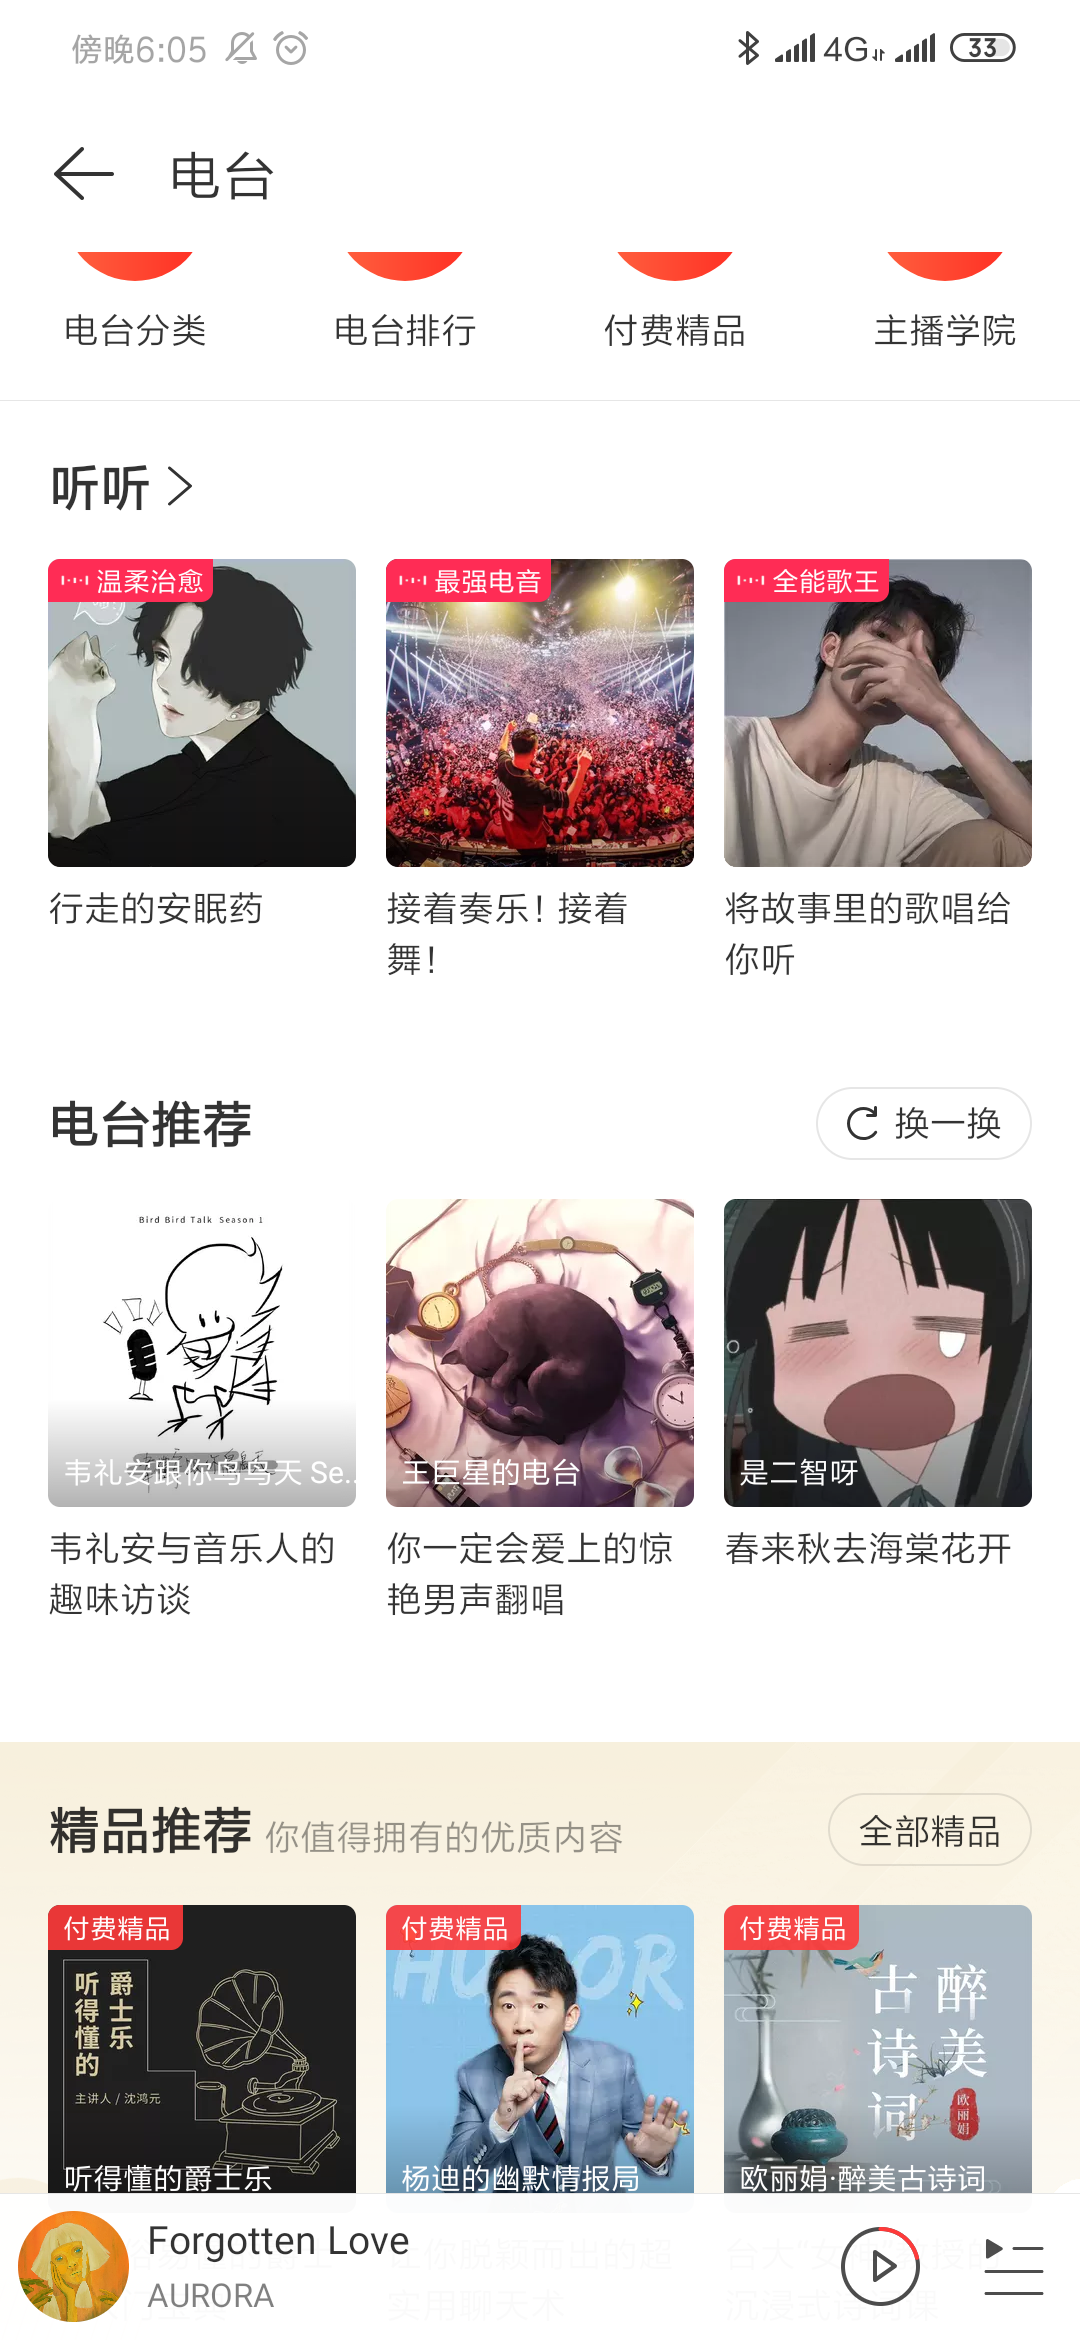 傍晚6:05
4G
33
电台
电台分类
电台排行
付费精品
主播学院
听听
温柔治愈
最强电音
全能歌王
行走的安眠药
接着奏乐！接着
舞！
将故事里的歌唱给
你听
电台推荐
换一换
Bird Bird Talk Season 1
韦礼安跟你鸟鸟天 Se...
王巨星的电台
是二智呀
韦礼安与音乐人的
趣味访谈
你一定会爱上的惊
艳男声翻唱
春来秋去海棠花开
精品推荐
你值得拥有的优质内容
全部精品
付费精品
付费精品
付费精品
爵士乐
听得懂的
主讲人 / 沈鸿元
听得懂的爵士乐
杨迪的幽默情报局
醉美
古诗词
欧丽娟
欧丽娟·醉美古诗词
Forgotten Love
AURORA